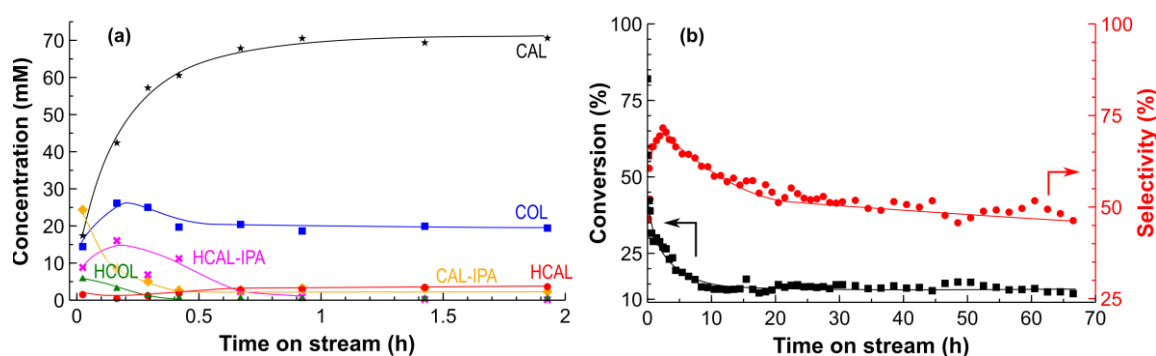 (a)
Concentration (mM)
70
60
50
40
30
20
10
0
CAL
COL
HCAL-IPA
HCOL
CAL-IPA
HCAL
0 0.5 1 1.5 2
Time on stream (h)
(b)
Conversion (%)
100
75
50
25
10
Selectivity (%)
100
75
50
25
0 10 20 30 40 50 60 70
Time on stream (h)